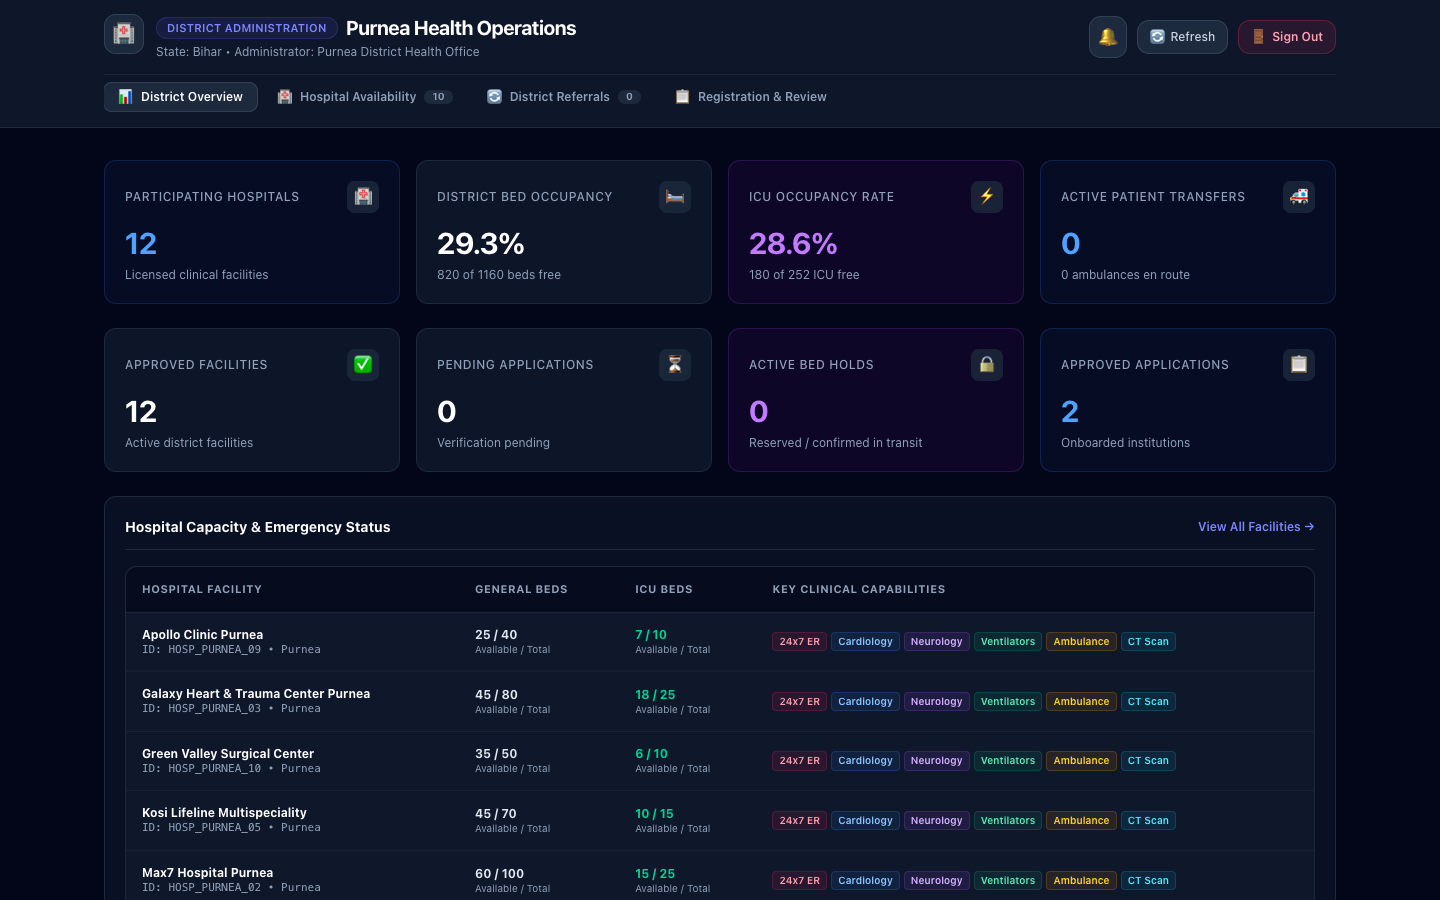 DISTRICT ADMINISTRATION Purnea Health Operations
State: Bihar • Administrator: Purnea District Health Office
Refresh
Sign Out
District Overview
Hospital Availability 10
District Referrals 0
Registration & Review
PARTICIPATING HOSPITALS
12
Licensed clinical facilities
DISTRICT BED OCCUPANCY
29.3%
820 of 1160 beds free
ICU OCCUPANCY RATE
28.6%
180 of 252 ICU free
ACTIVE PATIENT TRANSFERS
0
0 ambulances en route
APPROVED FACILITIES
12
Active district facilities
PENDING APPLICATIONS
0
Verification pending
ACTIVE BED HOLDS
0
Reserved / confirmed in transit
APPROVED APPLICATIONS
2
Onboarded institutions
Hospital Capacity & Emergency Status
View All Facilities →
HOSPITAL FACILITY GENERAL BEDS ICU BEDS KEY CLINICAL CAPABILITIES
Apollo Clinic Purnea 25 / 40 7 / 10 24x7 ER Cardiology Neurology Ventilators Ambulance CT Scan
ID: HOSP_PURNEA_09 • Purnea Available / Total Available / Total
Galaxy Heart & Trauma Center Purnea 45 / 80 18 / 25 24x7 ER Cardiology Neurology Ventilators Ambulance CT Scan
ID: HOSP_PURNEA_03 • Purnea Available / Total Available / Total
Green Valley Surgical Center 35 / 50 6 / 10 24x7 ER Cardiology Neurology Ventilators Ambulance CT Scan
ID: HOSP_PURNEA_10 • Purnea Available / Total Available / Total
Kosi Lifeline Multispeciality 45 / 70 10 / 15 24x7 ER Cardiology Neurology Ventilators Ambulance CT Scan
ID: HOSP_PURNEA_05 • Purnea Available / Total Available / Total
Max7 Hospital Purnea 60 / 100 15 / 25 24x7 ER Cardiology Neurology Ventilators Ambulance CT Scan
ID: HOSP_PURNEA_02 • Purnea Available / Total Available / Total